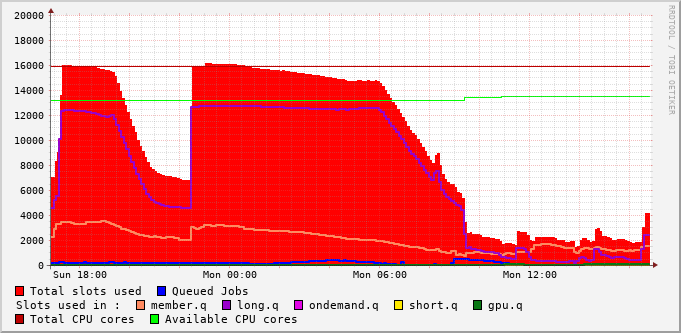 20000
18000
16000
14000
12000
10000
8000
6000
4000
2000
0
Sun 18:00 Mon 00:00 Mon 06:00 Mon 12:00
RRDTOOL / TOBI OETIKER
Total slots used Queued Jobs
Slots used in : member.q long.q ondemand.q short.q gpu.q
Total CPU cores Available CPU cores